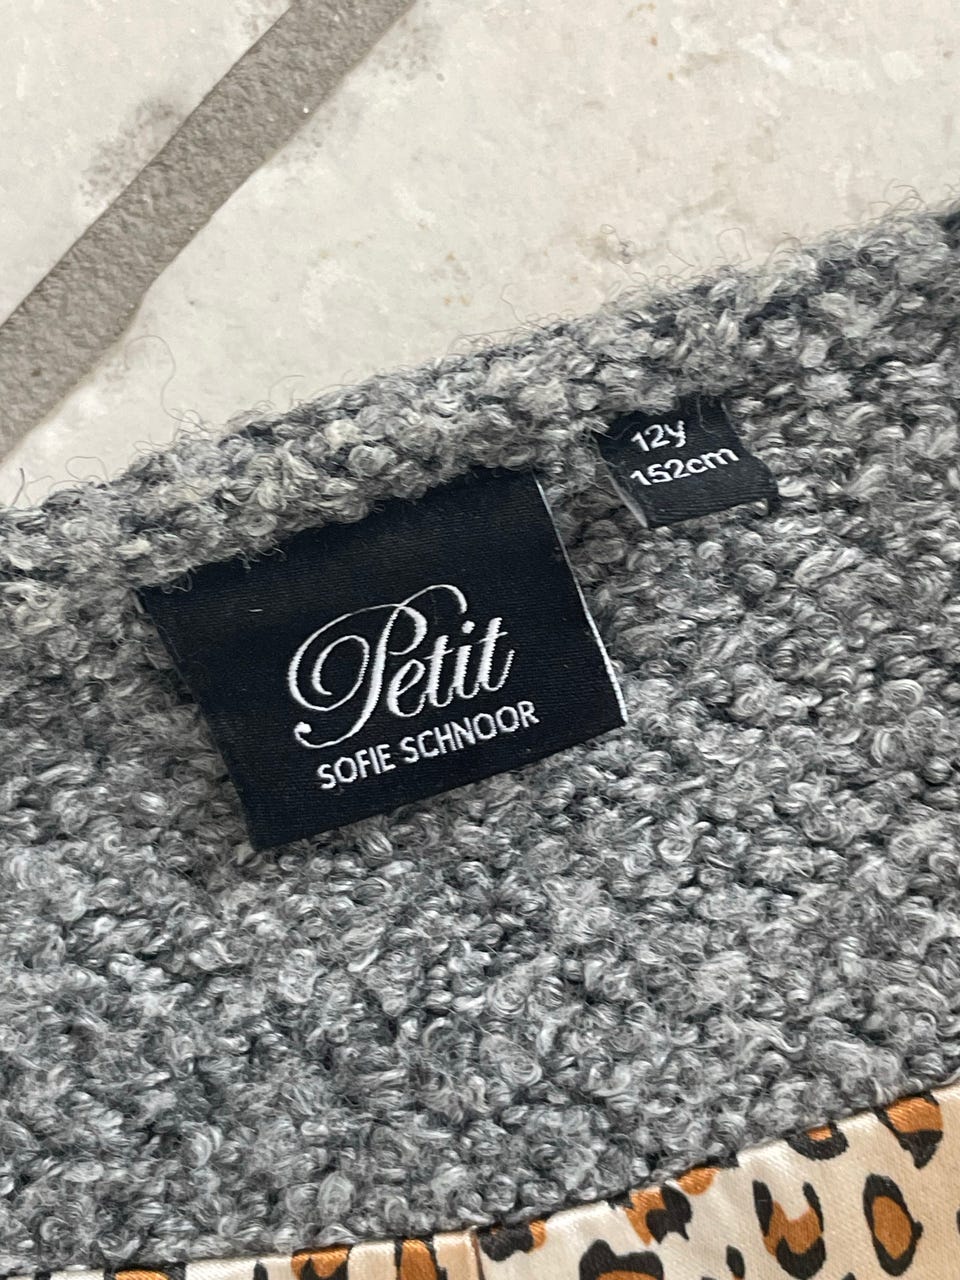 12y
152cm
Petit
SOFIE SCHNOOR